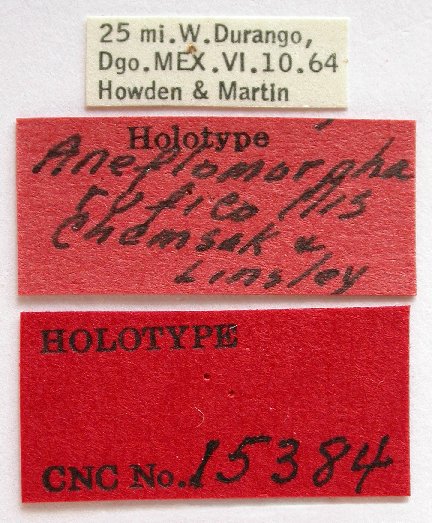 25 mi.W.Durango,
Dgo.MEX.VI.10.64
Howden & Martin
Holotype
Aneflomorpha
ruficollis
Chemsak &
Linsley
HOLOTYPE
CNC No. 15384